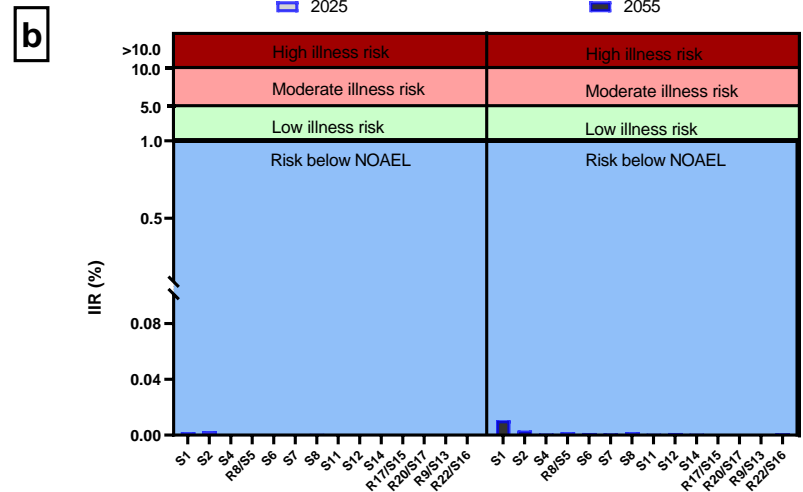 2025 2055
b
>10.0
High illness risk High illness risk
10.0
Moderate illness risk Moderate illness risk
5.0
Low illness risk Low illness risk
1.0
Risk below NOAEL Risk below NOAEL
0.5
IIR (%)
0.08
0.04
0.00
S1 S2 S4 R8/S5 S6 S7 S8 S11 S12 S14 R17/S15 R20/S17 R9/S13 R22/S16 S1 S2 S4 R8/S5 S6 S7 S8 S11 S12 S14 R17/S15 R20/S17 R9/S13 R22/S16